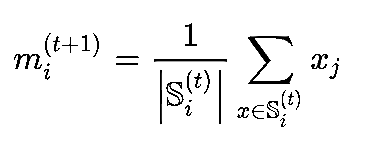 $m_i^{(t+1)} = \frac{1}{\left|\mathbb{S}_i^{(t)}\right|} \sum_{x \in \mathbb{S}_i^{(t)}} x_j$